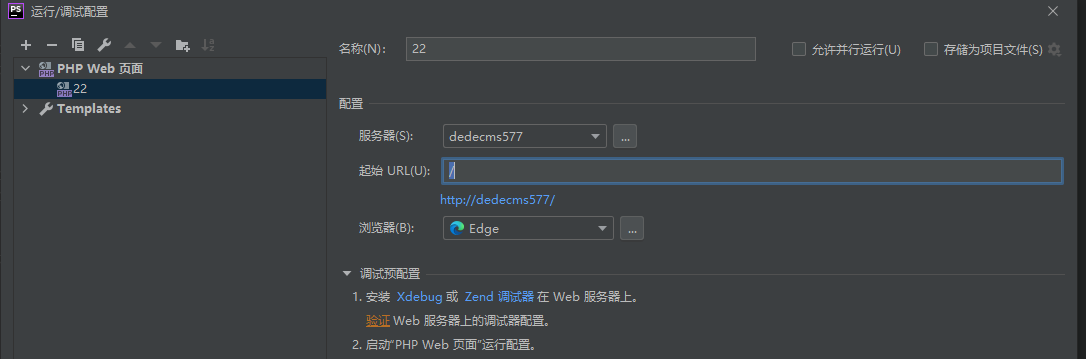 PS 运行/调试配置
名称(N): 22 允许并行运行(U) 存储为项目文件(S)
PHP Web 页面
22
Templates
配置
服务器(S): dedecms577 ...
起始 URL(U): /
http://dedecms577/
浏览器(B): Edge ...
调试预配置
1. 安装 Xdebug 或 Zend 调试器 在 Web 服务器上。
验证 Web 服务器上的调试器配置。
2. 启动“PHP Web 页面”运行配置。